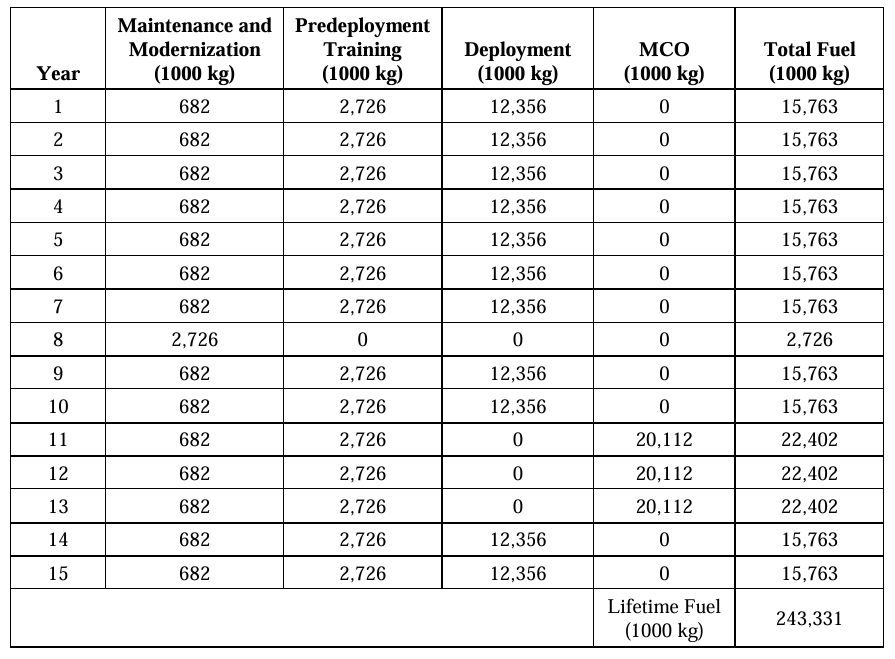 Year Maintenance and Modernization (1000 kg) Predeployment Training (1000 kg) Deployment (1000 kg) MCO (1000 kg) Total Fuel (1000 kg)
1 682 2,726 12,356 0 15,763
2 682 2,726 12,356 0 15,763
3 682 2,726 12,356 0 15,763
4 682 2,726 12,356 0 15,763
5 682 2,726 12,356 0 15,763
6 682 2,726 12,356 0 15,763
7 682 2,726 12,356 0 15,763
8 2,726 0 0 0 2,726
9 682 2,726 12,356 0 15,763
10 682 2,726 12,356 0 15,763
11 682 2,726 0 20,112 22,402
12 682 2,726 0 20,112 22,402
13 682 2,726 0 20,112 22,402
14 682 2,726 12,356 0 15,763
15 682 2,726 12,356 0 15,763
Lifetime Fuel (1000 kg) 243,331